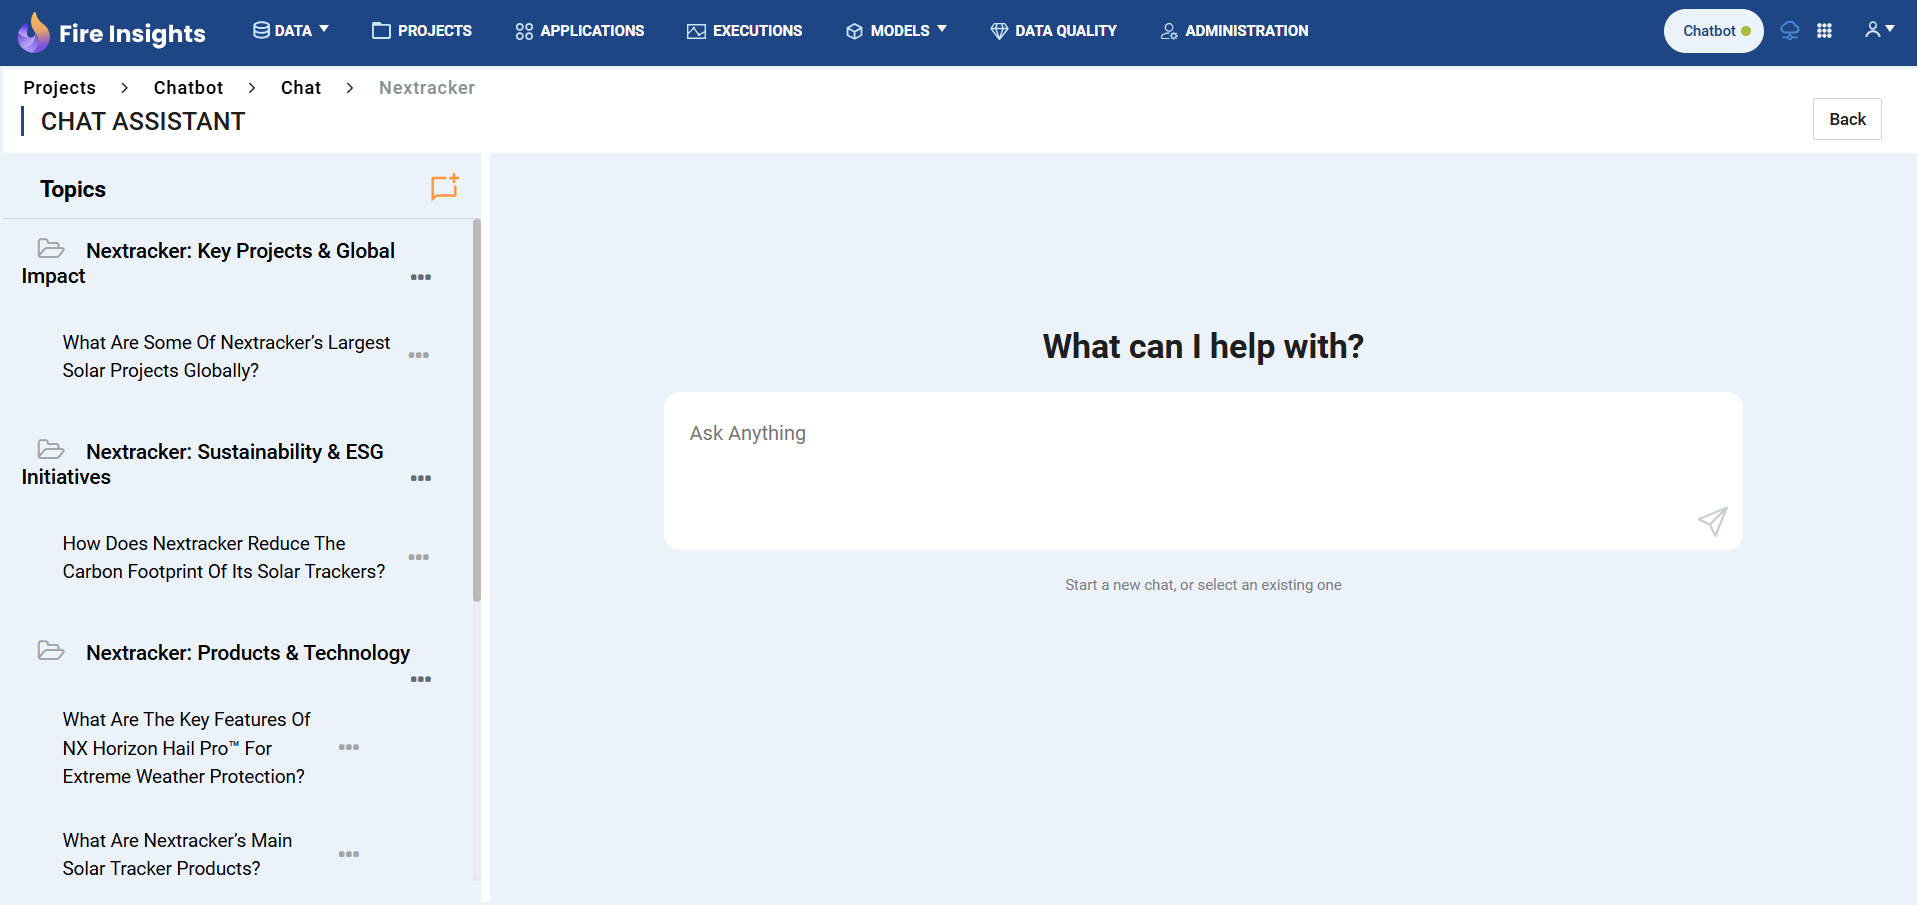 Fire Insights
DATA
PROJECTS
APPLICATIONS
EXECUTIONS
MODELS
DATA QUALITY
ADMINISTRATION
Chatbot
Projects > Chatbot > Chat > Nextracker
CHAT ASSISTANT
Back
Topics
Nextracker: Key Projects & Global
Impact
What Are Some Of Nextracker’s Largest
Solar Projects Globally?
Nextracker: Sustainability & ESG
Initiatives
How Does Nextracker Reduce The
Carbon Footprint Of Its Solar Trackers?
Nextracker: Products & Technology
What Are The Key Features Of
NX Horizon Hail Pro™ For
Extreme Weather Protection?
What Are Nextracker’s Main
Solar Tracker Products?
What can I help with?
Ask Anything
Start a new chat, or select an existing one